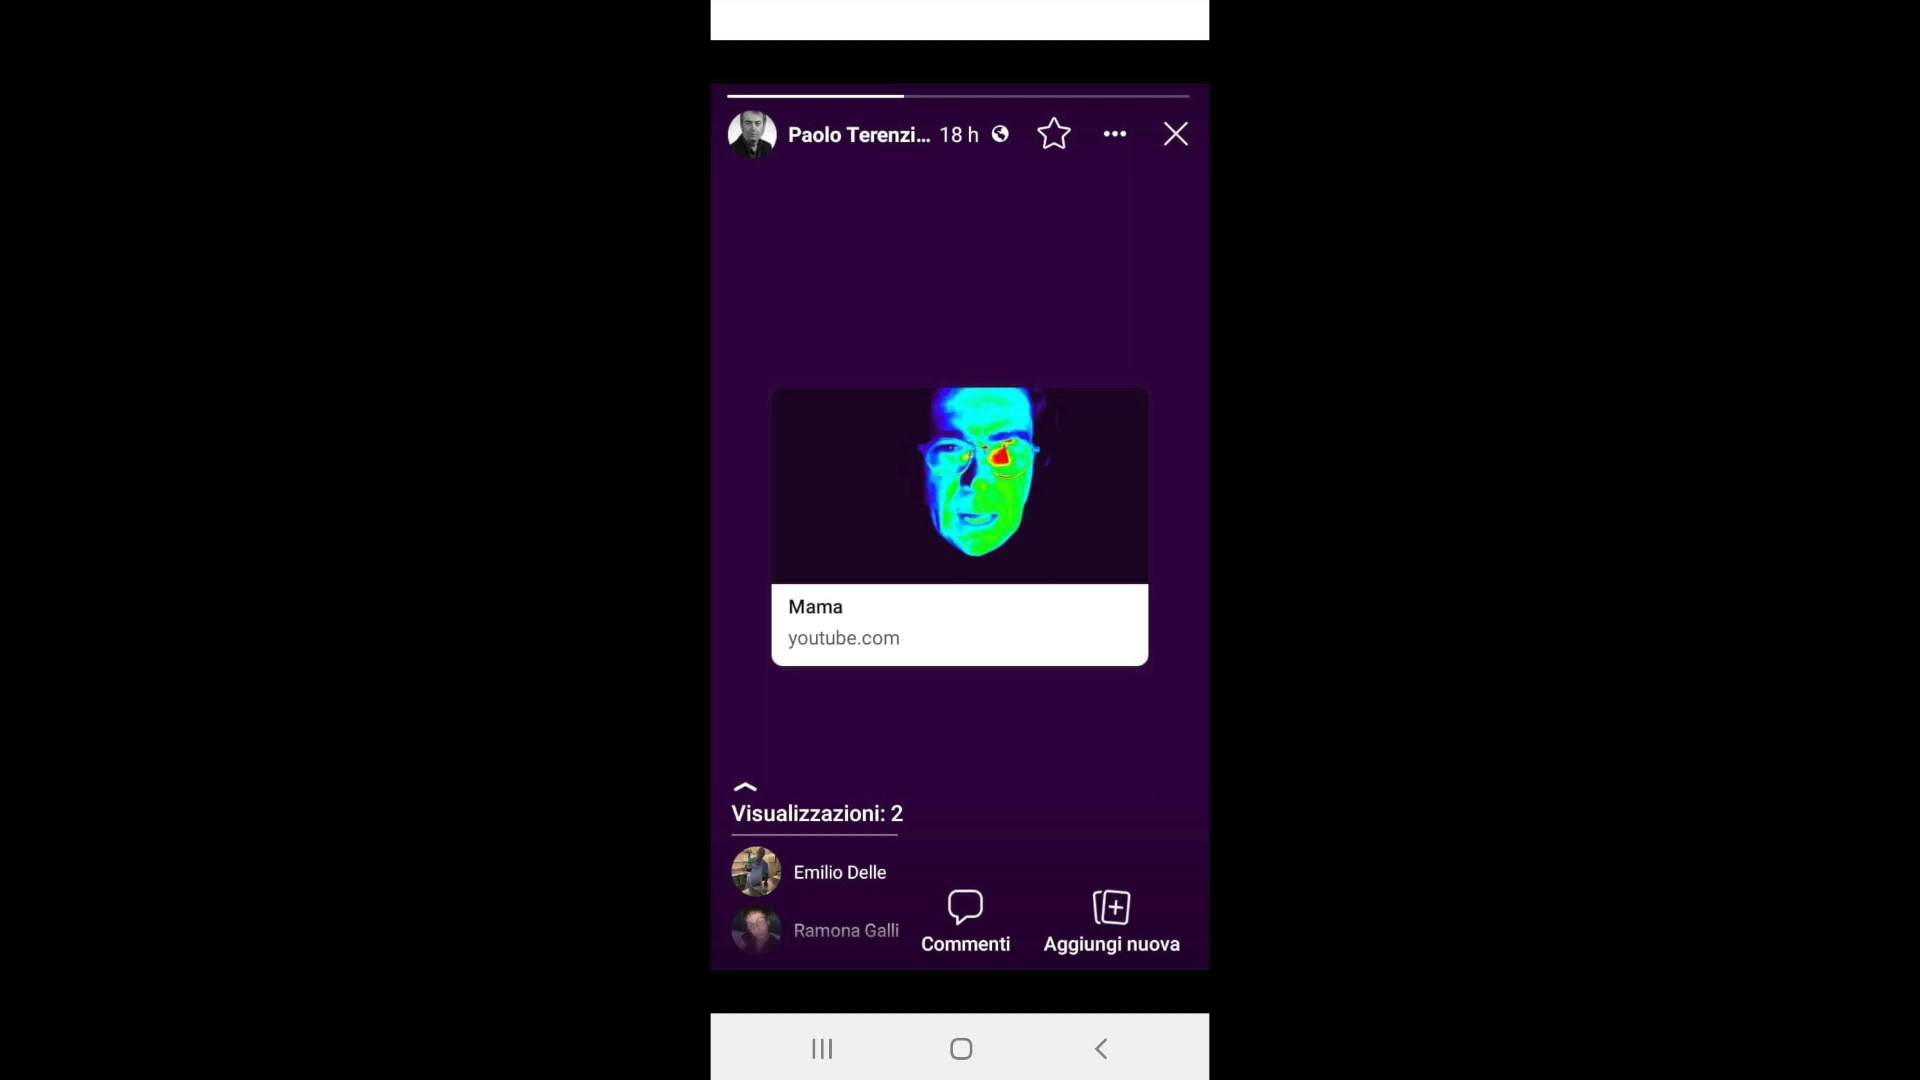 Paolo Terenzi... 18 h
Mama
youtube.com
Visualizzazioni: 2
Emilio Delle
Ramona Galli
Commenti
Aggiungi nuova